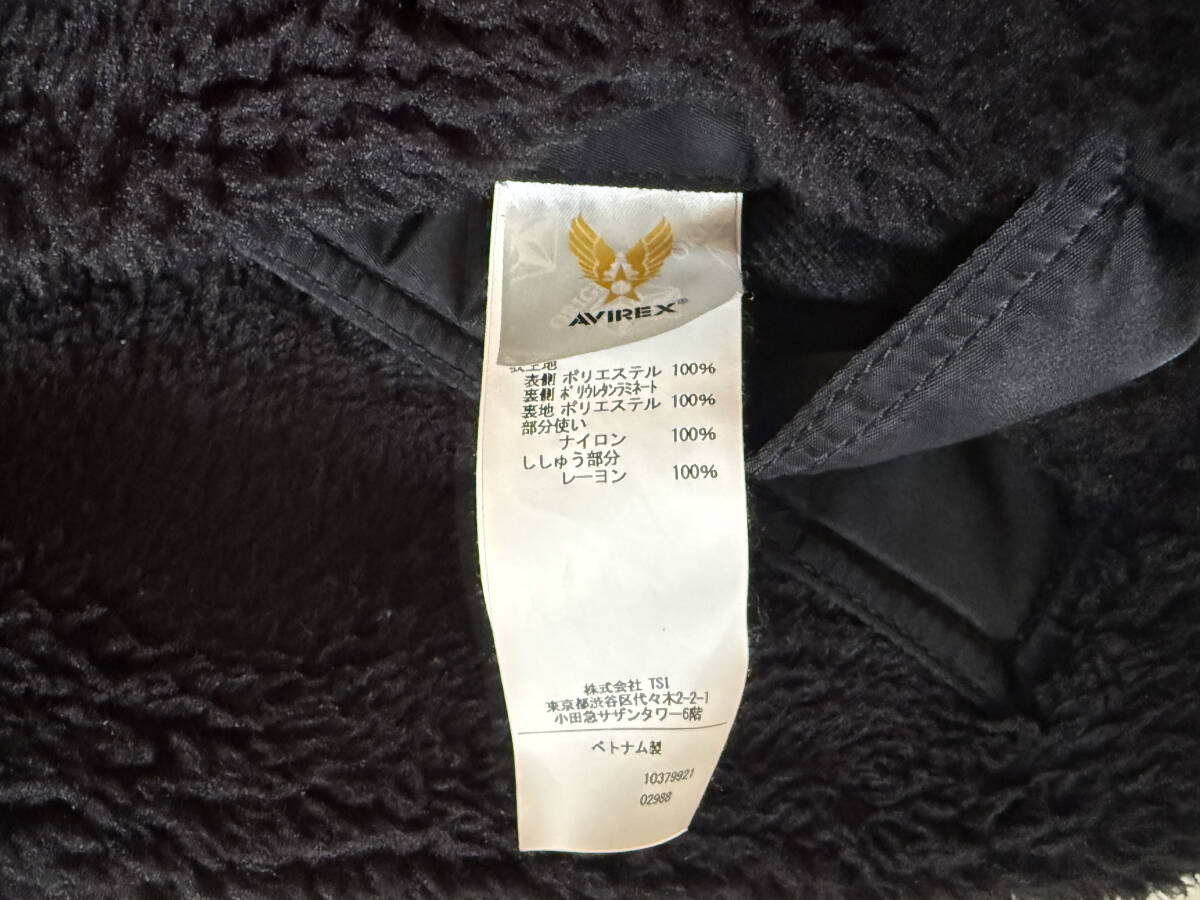 AVIREX®
表生地
表側 ポリエステル 100%
裏側 ポリウレタンラミネート
裏地 ポリエステル 100%
部分使い
ナイロン 100%
ししゅう部分
レーヨン 100%
株式会社 TSI
東京都渋谷区代々木2-2-1
小田急サザンタワー6階
ベトナム製
10379921
02988